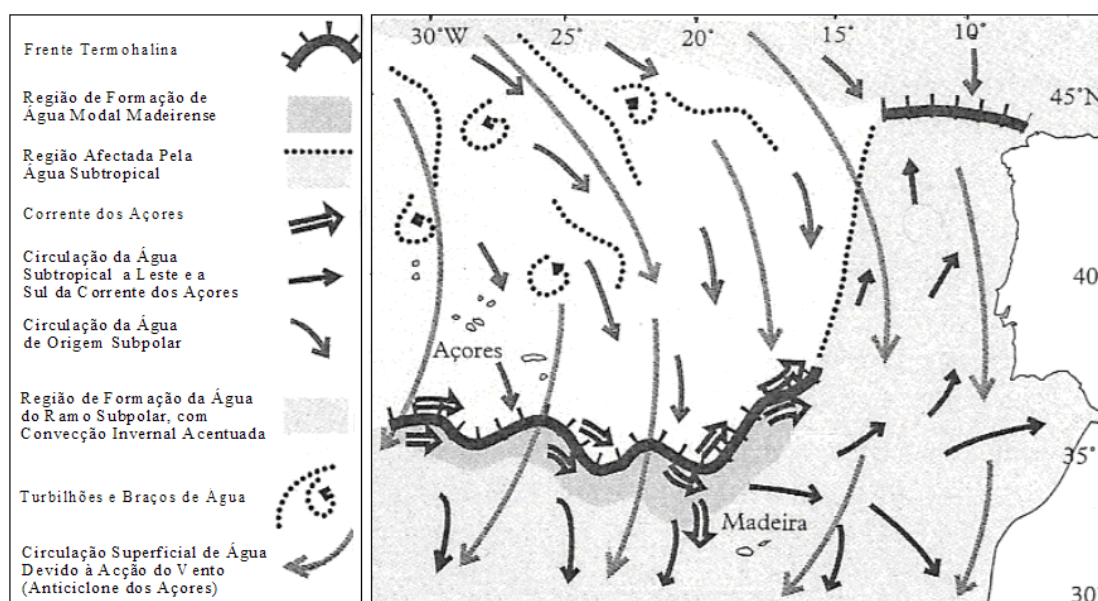 Frente Termohalina
Região de Formação de
Água Modal Madeirense
Região Afectada Pela
Água Subtropical
Corrente dos Açores
Circulação da Água
Subtropical a Leste e a
Sul da Corrente dos Açores
Circulação da Água
de Origem Subpolar
Região de Formação da Água
do Ramo Subpolar, com
Convecção Invernal Acentuada
Turbilhões e Braços de Água
Circulação Superficial de Água
Devido à Acção do Vento
(Anticiclone dos Açores)
30°W 25° 20° 15° 10°
45°N
40
Açores
35°
Madeira
30